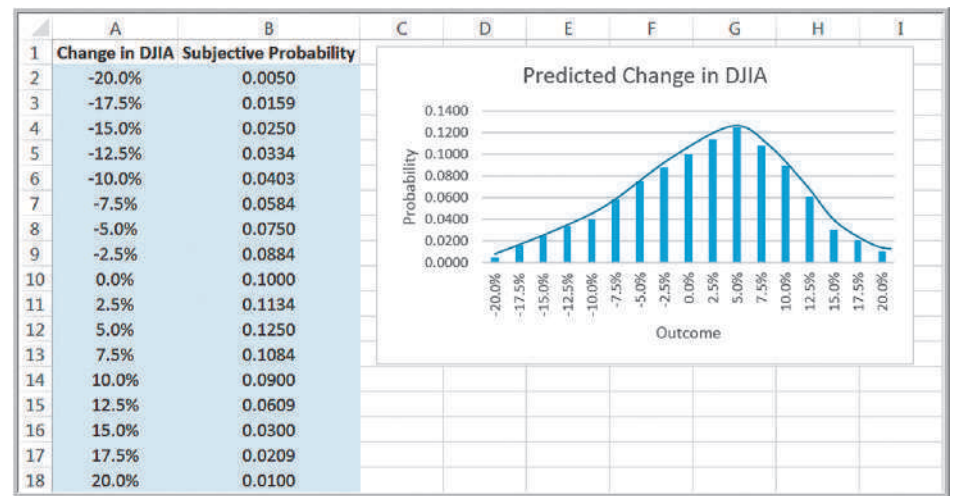 A B C D E F G H I
1 Change in DJIA Subjective Probability
2 -20.0% 0.0050
3 -17.5% 0.0159
4 -15.0% 0.0250
5 -12.5% 0.0334
6 -10.0% 0.0403
7 -7.5% 0.0584
8 -5.0% 0.0750
9 -2.5% 0.0884
10 0.0% 0.1000
11 2.5% 0.1134
12 5.0% 0.1250
13 7.5% 0.1084
14 10.0% 0.0900
15 12.5% 0.0609
16 15.0% 0.0300
17 17.5% 0.0209
18 20.0% 0.0100
Predicted Change in DJIA
Probability
0.1400
0.1200
0.1000
0.0800
0.0600
0.0400
0.0200
0.0000
-20.0% -17.5% -15.0% -12.5% -10.0% -7.5% -5.0% -2.5% 0.0% 2.5% 5.0% 7.5% 10.0% 12.5% 15.0% 17.5% 20.0%
Outcome